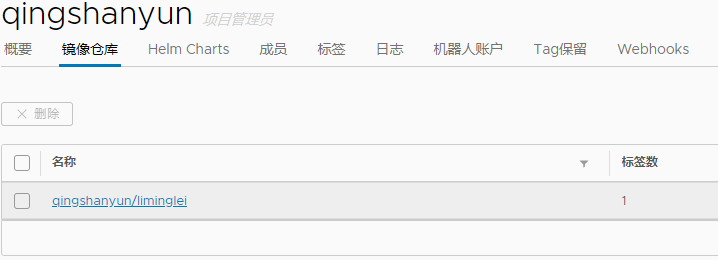 qingshanyun 项目管理员
概要 镜像仓库 Helm Charts 成员 标签 日志 机器人账户 Tag保留 Webhooks
× 删除
名称 标签数
qingshanyun/liminglei 1